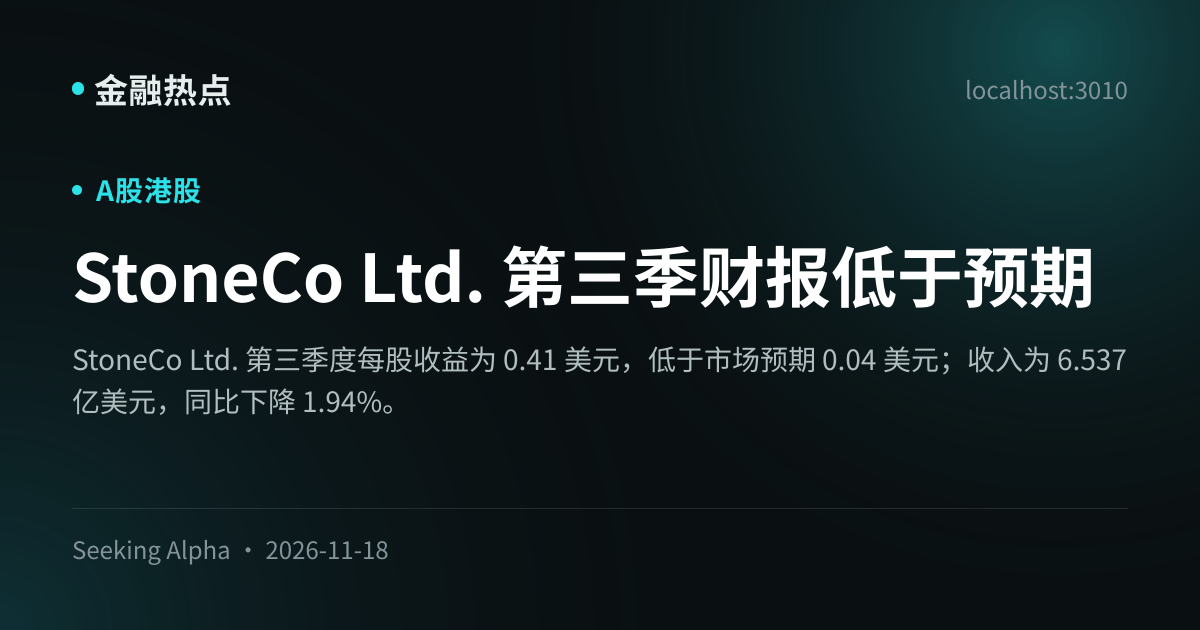 金融热点
localhost:3010
A股港股
StoneCo Ltd. 第三季财报低于预期
StoneCo Ltd. 第三季度每股收益为 0.41 美元，低于市场预期 0.04 美元；收入为 6.537
亿美元，同比下降 1.94%。
Seeking Alpha · 2026-11-18